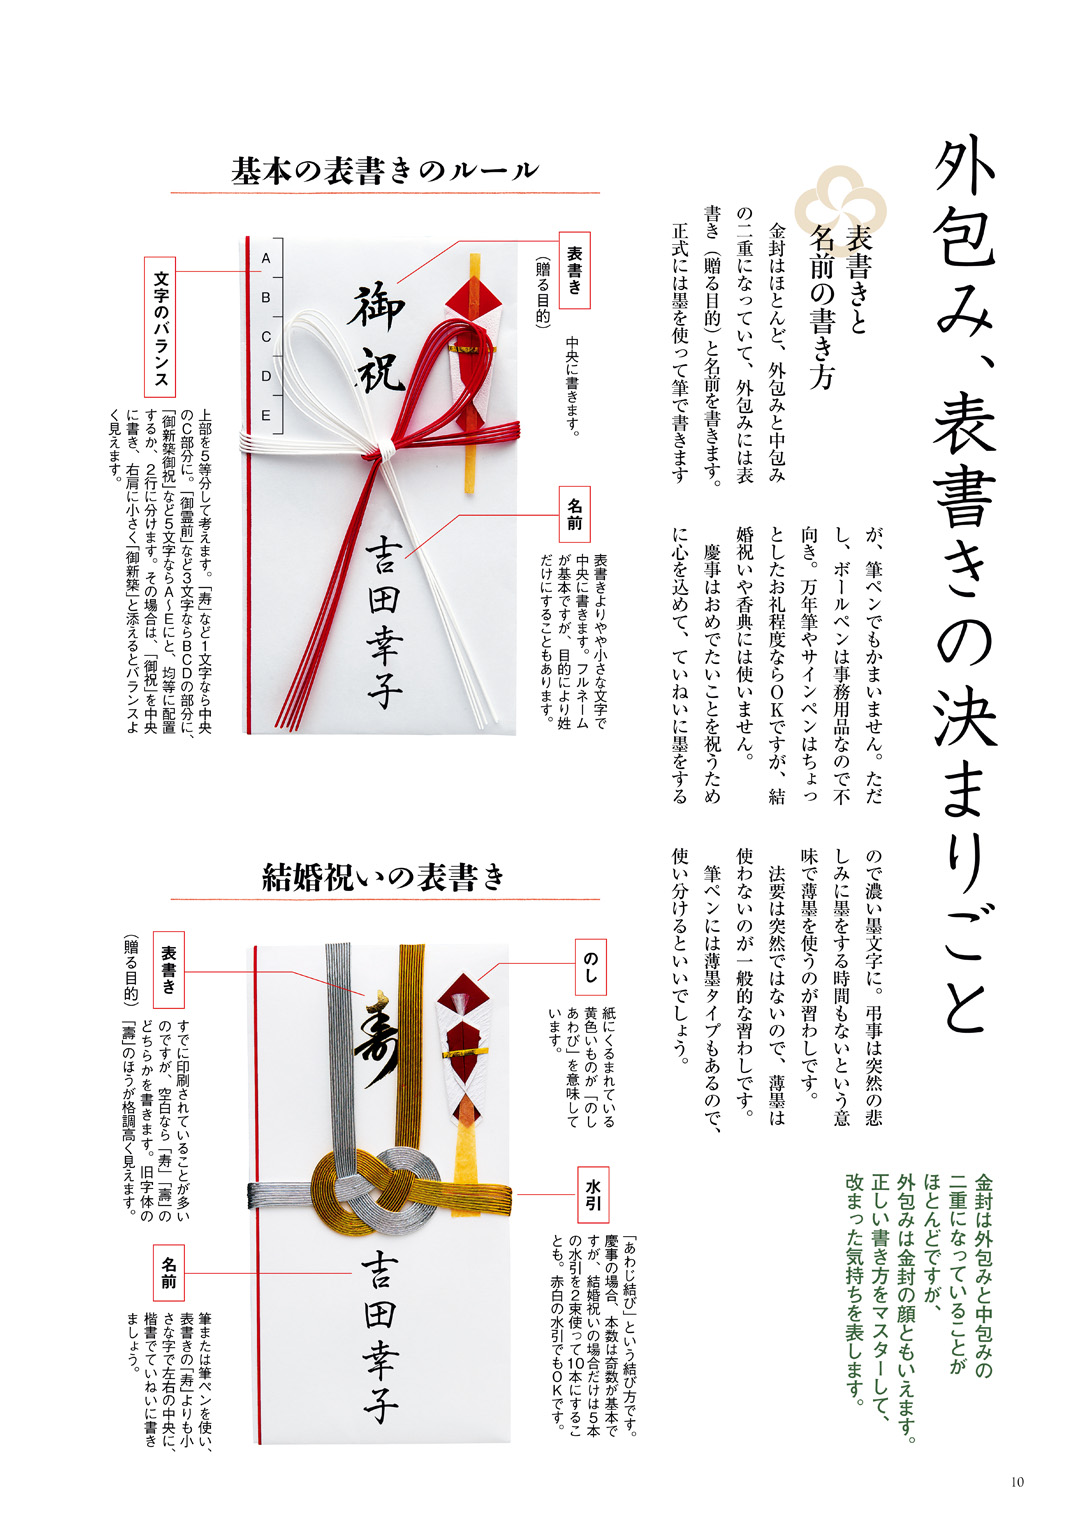 外包み、表書きの決まりごと
金封は外包みと中包みの
二重になっていることが
ほとんどですが、
外包みは金封の顔ともいえます。
正しい書き方をマスターして、
改まった気持ちを表します。
表書きと
名前の書き方
金封はほとんど、外包みと中包み
の二重になっていて、外包みには表
書き（贈る目的）と名前を書きます。
正式には墨を使って筆で書きます
が、筆ペンでもかまいません。ただ
し、ボールペンは事務用品なので不
向き。万年筆やサインペンはちょっ
としたお礼程度ならＯＫですが、結
婚祝いや香典には使いません。
慶事はおめでたいことを祝うため
に心を込めて、ていねいに墨をする
ので濃い墨文字に。弔事は突然の悲
しみに墨をする時間もないという意
味で薄墨を使うのが習わしです。
法要は突然ではないので、薄墨は
使わないのが一般的な習わしです。
筆ペンには薄墨タイプもあるので、
使い分けるといいでしょう。
基本の表書きのルール
表書き
（贈る目的）
中央に書きます。
名前
表書きよりやや小さな文字で
中央に書きます。フルネーム
が基本ですが、目的により姓
だけにすることもあります。
御祝
吉田幸子
A
B
C
D
E
文字のバランス
上部を５等分して考えます。「寿」など１文字なら中央
のＣ部分に。「御霊前」など３文字ならＢＣＤの部分に、
「御新築御祝」など５文字ならＡ～Ｅにと、均等に配置
するか、２行に分けます。その場合は、「御祝」を中央
に書き、右肩に小さく「御新築」と添えるとバランスよ
く見えます。
結婚祝いの表書き
のし
紙にくるまれている
黄色いものが「のし
あわび」を意味して
います。
水引
「あわじ結び」という結び方です。
慶事の場合、本数は奇数が基本で
すが、結婚祝いの場合だけは５本
の水引を２束使って10本にするこ
とも。赤白の水引でもＯＫです。
寿
吉田幸子
表書き
（贈る目的）
すでに印刷されていることが多い
のですが、空白なら「寿」「壽」の
どちらかを書きます。旧字体の
「壽」のほうが格調高く見えます。
名前
筆または筆ペンを使い、
表書きの「寿」よりも小
さな字で左右の中央に、
楷書でていねいに書き
ましょう。
10